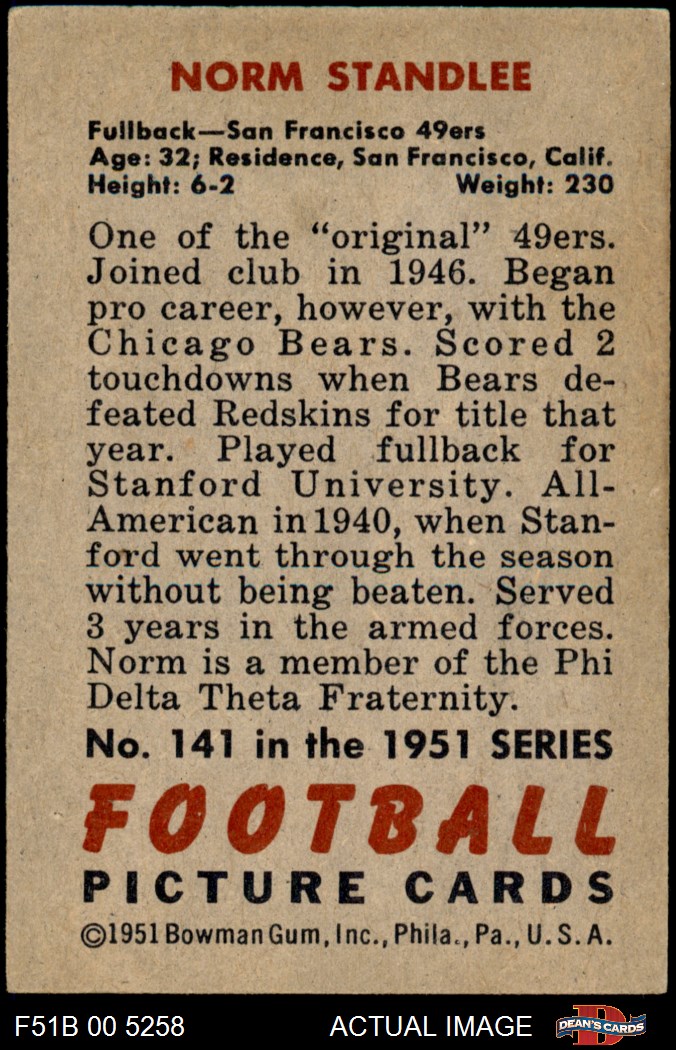 NORM STANDLEE
Fullback—San Francisco 49ers
Age: 32; Residence, San Francisco, Calif.
Height: 6-2 Weight: 230
One of the “original” 49ers.
Joined club in 1946. Began
pro career, however, with the
Chicago Bears. Scored 2
touchdowns when Bears de-
feated Redskins for title that
year. Played fullback for
Stanford University. All-
American in 1940, when Stan-
ford went through the season
without being beaten. Served
3 years in the armed forces.
Norm is a member of the Phi
Delta Theta Fraternity.
No. 141 in the 1951 SERIES
FOOTBALL
PICTURE CARDS
©1951 Bowman Gum, Inc., Phila., Pa., U.S.A.
F51B 00 5258 ACTUAL IMAGE D DEAN'S CARDS